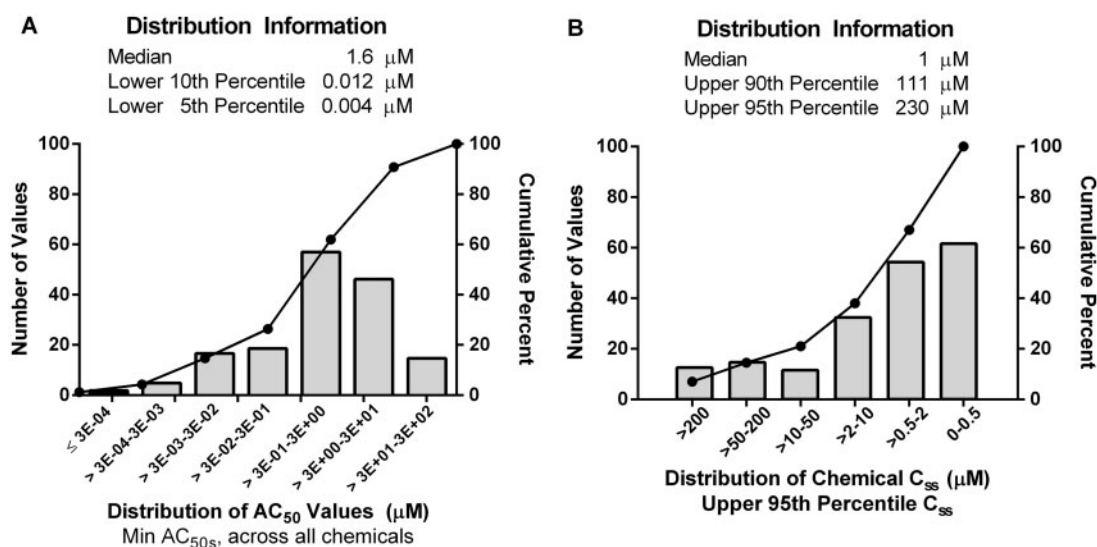 A
Distribution Information
Median 1.6 μM
Lower 10th Percentile 0.012 μM
Lower 5th Percentile 0.004 μM
Number of Values
100
80
60
40
20
0
100
80
60
40
20
0
Cumulative Percent
≤ 3E-04
> 3E-04-3E-03
> 3E-03-3E-02
> 3E-02-3E-01
> 3E-01-3E+00
> 3E+00-3E+01
> 3E+01-3E+02
Distribution of AC50 Values (μM)
Min AC50s, across all chemicals
B
Distribution Information
Median 1 μM
Upper 90th Percentile 111 μM
Upper 95th Percentile 230 μM
Number of Values
100
80
60
40
20
0
100
80
60
40
20
0
Cumulative Percent
>200
>50-200
>10-50
>2-10
>0.5-2
0-0.5
Distribution of Chemical Css (μM)
Upper 95th Percentile Css